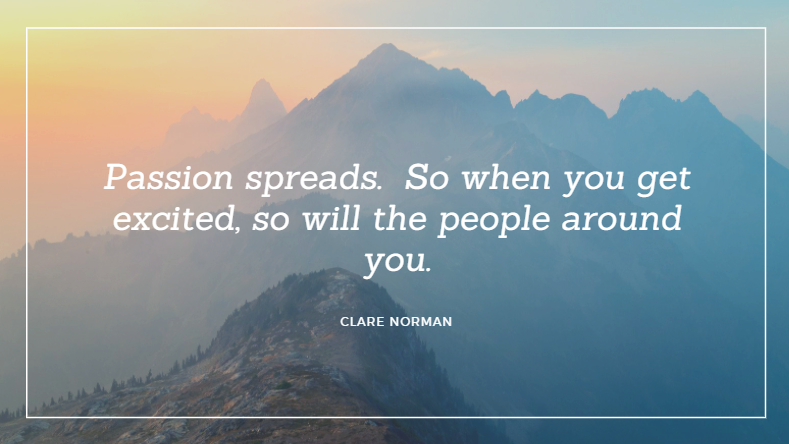 Passion spreads.  So when you get
excited, so will the people around
you.
CLARE NORMAN